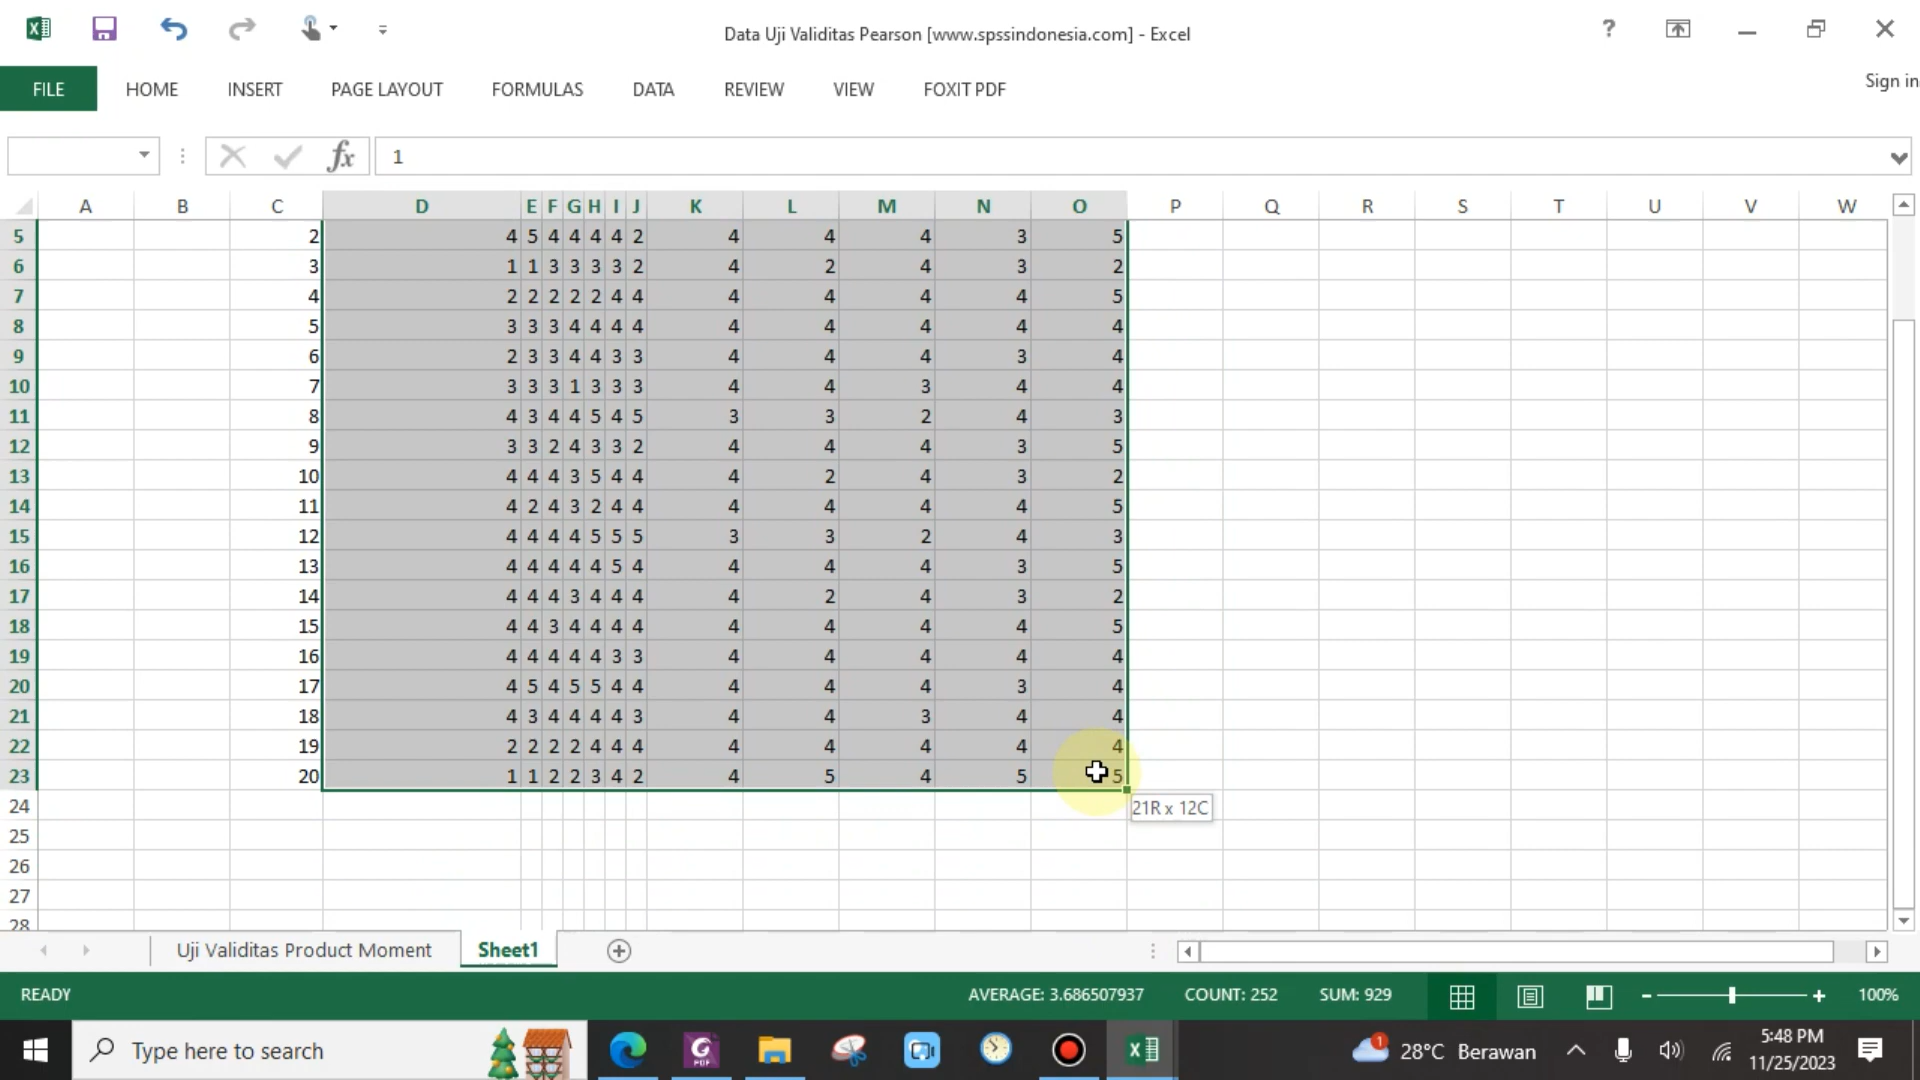 Data Uji Validitas Pearson [www.spssindonesia.com] - Excel
?
FILE HOME INSERT PAGE LAYOUT FORMULAS DATA REVIEW VIEW FOXIT PDF Sign in
fx 1
A B C D E F G H I J K L M N O P Q R S T U V W
5 2 4 5 4 4 4 4 2 4 4 4 3 5
6 3 1 1 3 3 3 3 2 4 2 4 3 2
7 4 2 2 2 2 2 4 4 4 4 4 4 5
8 5 3 3 3 4 4 4 4 4 4 4 4 4
9 6 2 3 3 4 4 3 3 4 4 4 3 4
10 7 3 3 3 1 3 3 3 4 4 3 4 4
11 8 4 3 4 4 5 4 5 3 3 2 4 3
12 9 3 3 2 4 3 3 2 4 4 4 3 5
13 10 4 4 4 3 5 4 4 4 2 4 3 2
14 11 4 2 4 3 2 4 4 4 4 4 4 5
15 12 4 4 4 4 5 5 5 3 3 2 4 3
16 13 4 4 4 4 4 5 4 4 4 4 3 5
17 14 4 4 4 3 4 4 4 4 2 4 3 2
18 15 4 4 3 4 4 4 4 4 4 4 4 5
19 16 4 4 4 4 4 3 3 4 4 4 4 4
20 17 4 5 4 5 5 4 4 4 4 4 3 4
21 18 4 3 4 4 4 4 3 4 4 3 4 4
22 19 2 2 2 2 4 4 4 4 4 4 4 4
23 20 1 1 2 2 3 4 2 4 5 4 5 5
24 21R x 12C
25
26
27
28
Uji Validitas Product Moment Sheet1
READY AVERAGE: 3.686507937 COUNT: 252 SUM: 929 100%
Type here to search G PDF 1 28°C Berawan 5:48 PM
11/25/2023